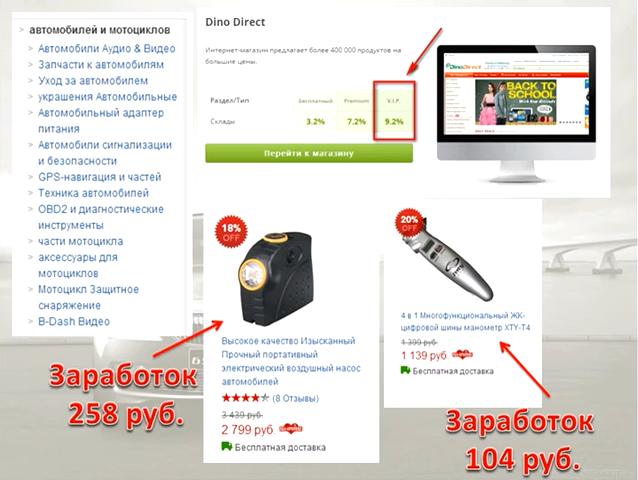 > автомобилей и мотоциклов
> Автомобили Аудио & Видео
> Запчасти к автомобилям
> Уход за автомобилем
> украшения Автомобильные
> Автомобильный адаптер
питания
> Автомобили сигнализации
и безопасности
> GPS-навигация и частей
> Техника автомобилей
> OBD2 и диагностические
инструменты
> части мотоцикла
> аксессуары для
мотоциклов
> Мотоцикл Защитное
снаряжение
> B-Dash Видео
Dino Direct
Интернет-магазин предлагает более 400 000 продуктов на
большие цены.
Раздел/Тип Бесплатный Premium V.I.P.
Склады 3.2% 7.2% 9.2%
Перейти к магазину
DinoDirect
BACK TO
SCHOOL
18%
OFF
Высокое качество Изысканный
Прочный портативный
электрический воздушный насос
автомобилей
(8 Отзывы)
3 439 руб.
2 799 руб.
Бесплатная доставка
20%
OFF
4 в 1 Многофункциональный ЖК-
цифровой шины манометр XTY-T4
1 399 руб.
1 139 руб.
Бесплатная доставка
Заработок
258 руб.
Заработок
104 руб.